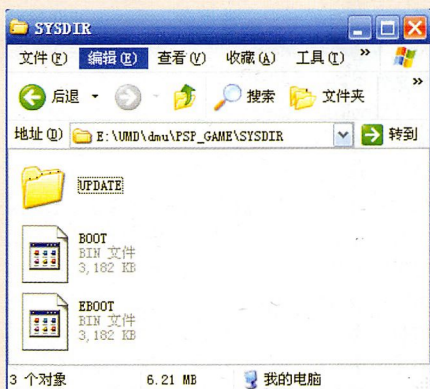 SYSDIR
文件(F) 编辑(E) 查看(V) 收藏(A) 工具(T) »
后退 搜索 文件夹 »
地址(D) E:\UMD\dmu\PSP_GAME\SYSDIR 转到
UPDATE
BOOT
BIN 文件
3,182 KB
EBOOT
BIN 文件
3,182 KB
3 个对象 6.21 MB 我的电脑